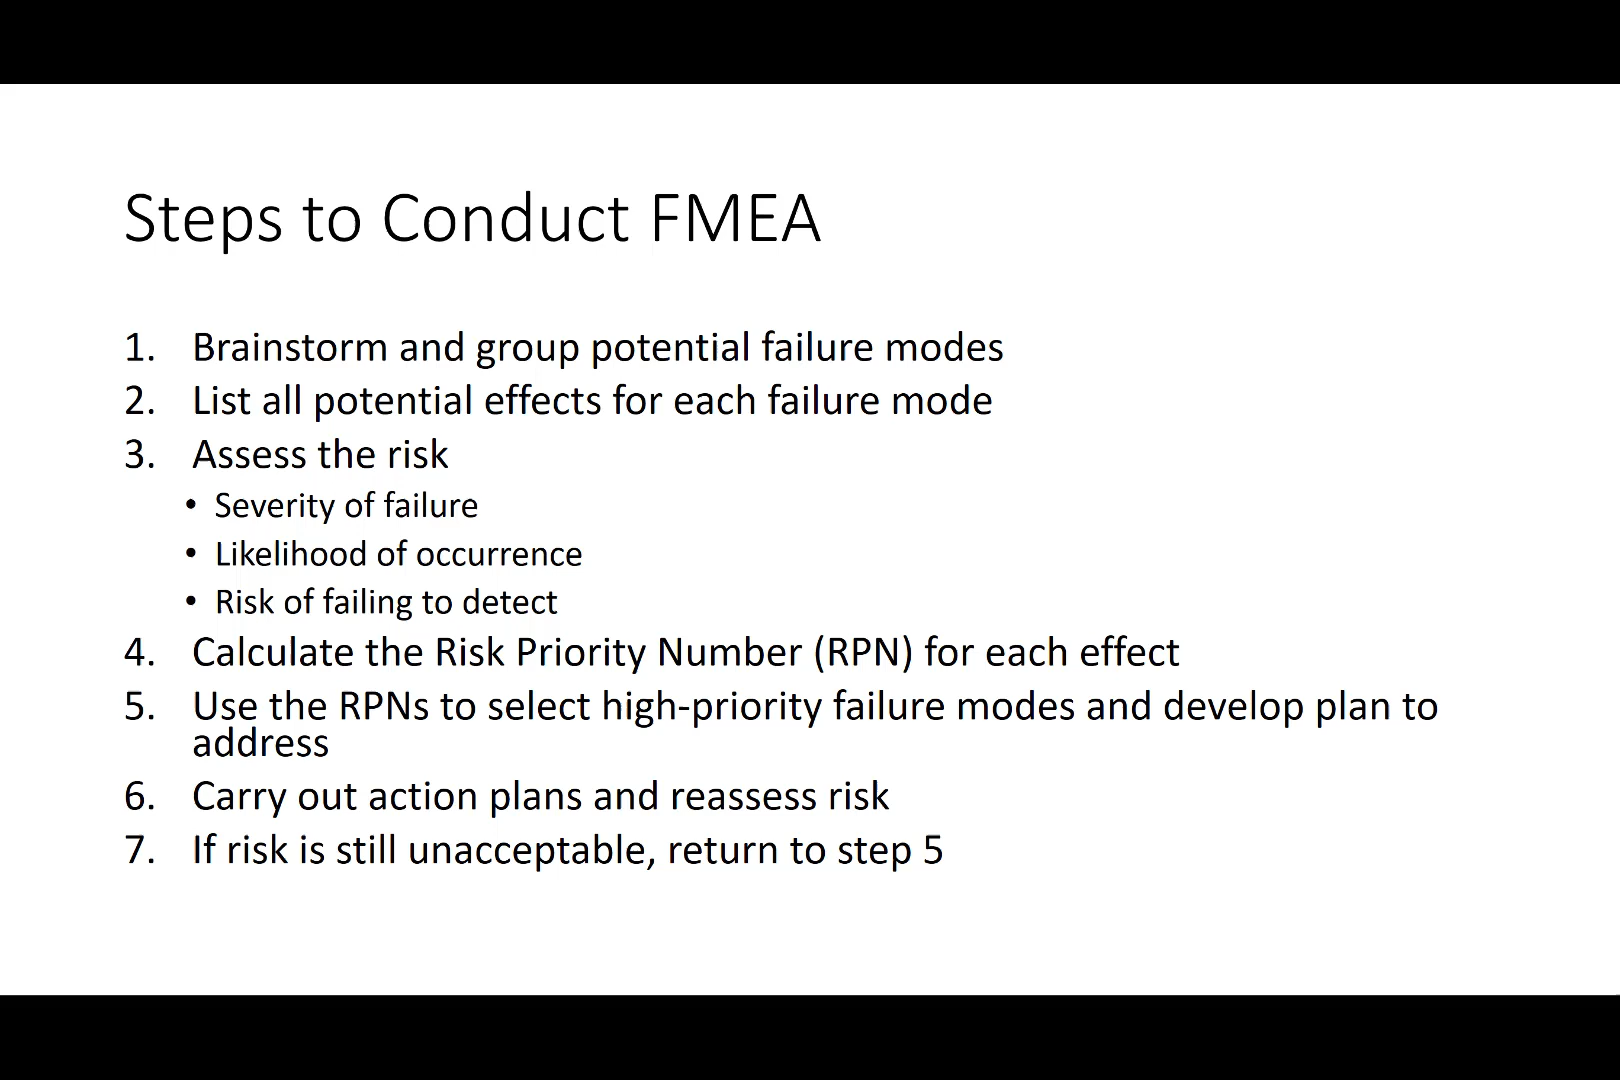 Steps to Conduct FMEA
1. Brainstorm and group potential failure modes
2. List all potential effects for each failure mode
3. Assess the risk
• Severity of failure
• Likelihood of occurrence
• Risk of failing to detect
4. Calculate the Risk Priority Number (RPN) for each effect
5. Use the RPNs to select high-priority failure modes and develop plan to
address
6. Carry out action plans and reassess risk
7. If risk is still unacceptable, return to step 5